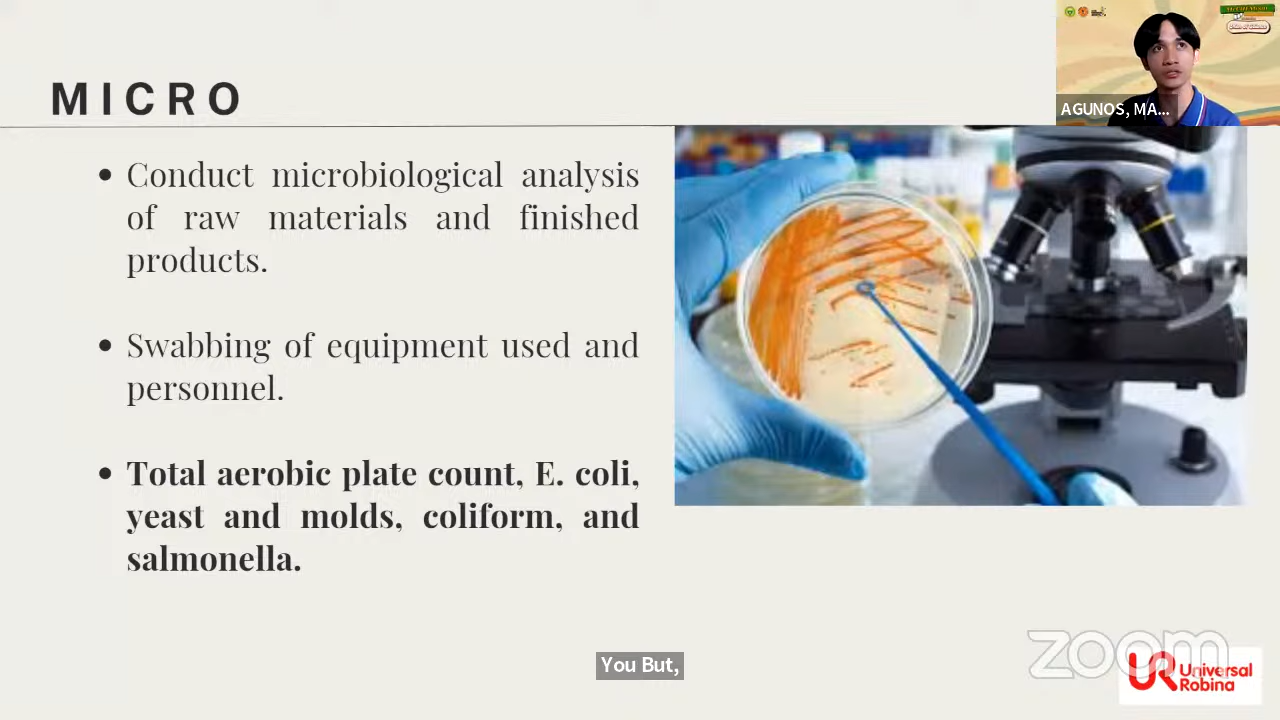 MICRO
AGUNOS, MA...
• Conduct microbiological analysis
of raw materials and finished
products.
• Swabbing of equipment used and
personnel.
• Total aerobic plate count, E. coli,
yeast and molds, coliform, and
salmonella.
You But,
zoom
UR Universal
Robina